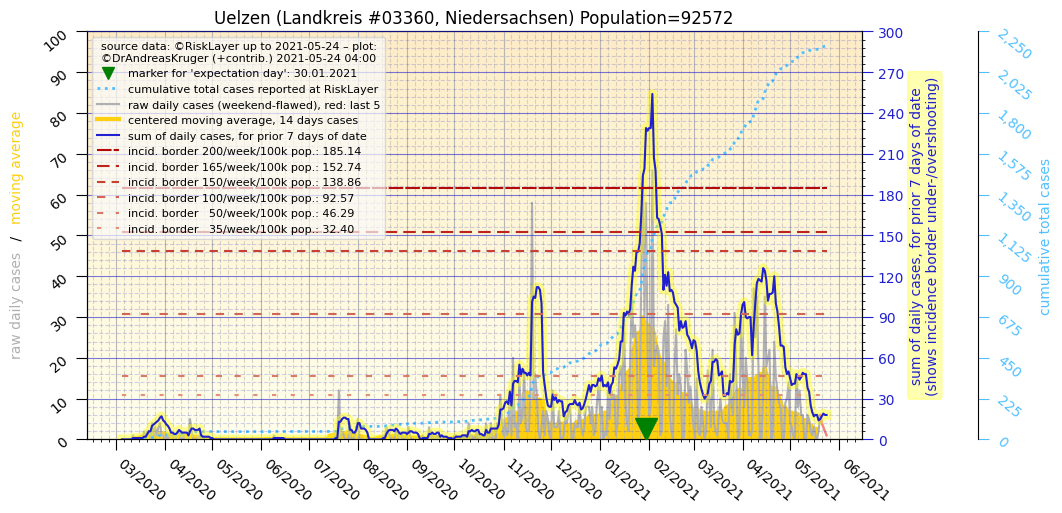 Uelzen (Landkreis #03360, Niedersachsen) Population=92572
source data: ©RiskLayer up to 2021-05-24 – plot:
©DrAndreasKruger (+contrib.) 2021-05-24 04:00
marker for 'expectation day': 30.01.2021
cumulative total cases reported at RiskLayer
raw daily cases (weekend-flawed), red: last 5
centered moving average, 14 days cases
sum of daily cases, for prior 7 days of date
incid. border 200/week/100k pop.: 185.14
incid. border 165/week/100k pop.: 152.74
incid. border 150/week/100k pop.: 138.86
incid. border 100/week/100k pop.: 92.57
incid. border 50/week/100k pop.: 46.29
incid. border 35/week/100k pop.: 32.40
raw daily cases / moving average
100
90
80
70
60
50
40
30
20
10
0
03/2020
04/2020
05/2020
06/2020
07/2020
08/2020
09/2020
10/2020
11/2020
12/2020
01/2021
02/2021
03/2021
04/2021
05/2021
06/2021
300
270
240
210
180
150
120
90
60
30
0
sum of daily cases, for prior 7 days of date
(shows incidence border under-/overshooting)
2,250
2,025
1,800
1,575
1,350
1,125
900
675
450
225
0
cumulative total cases